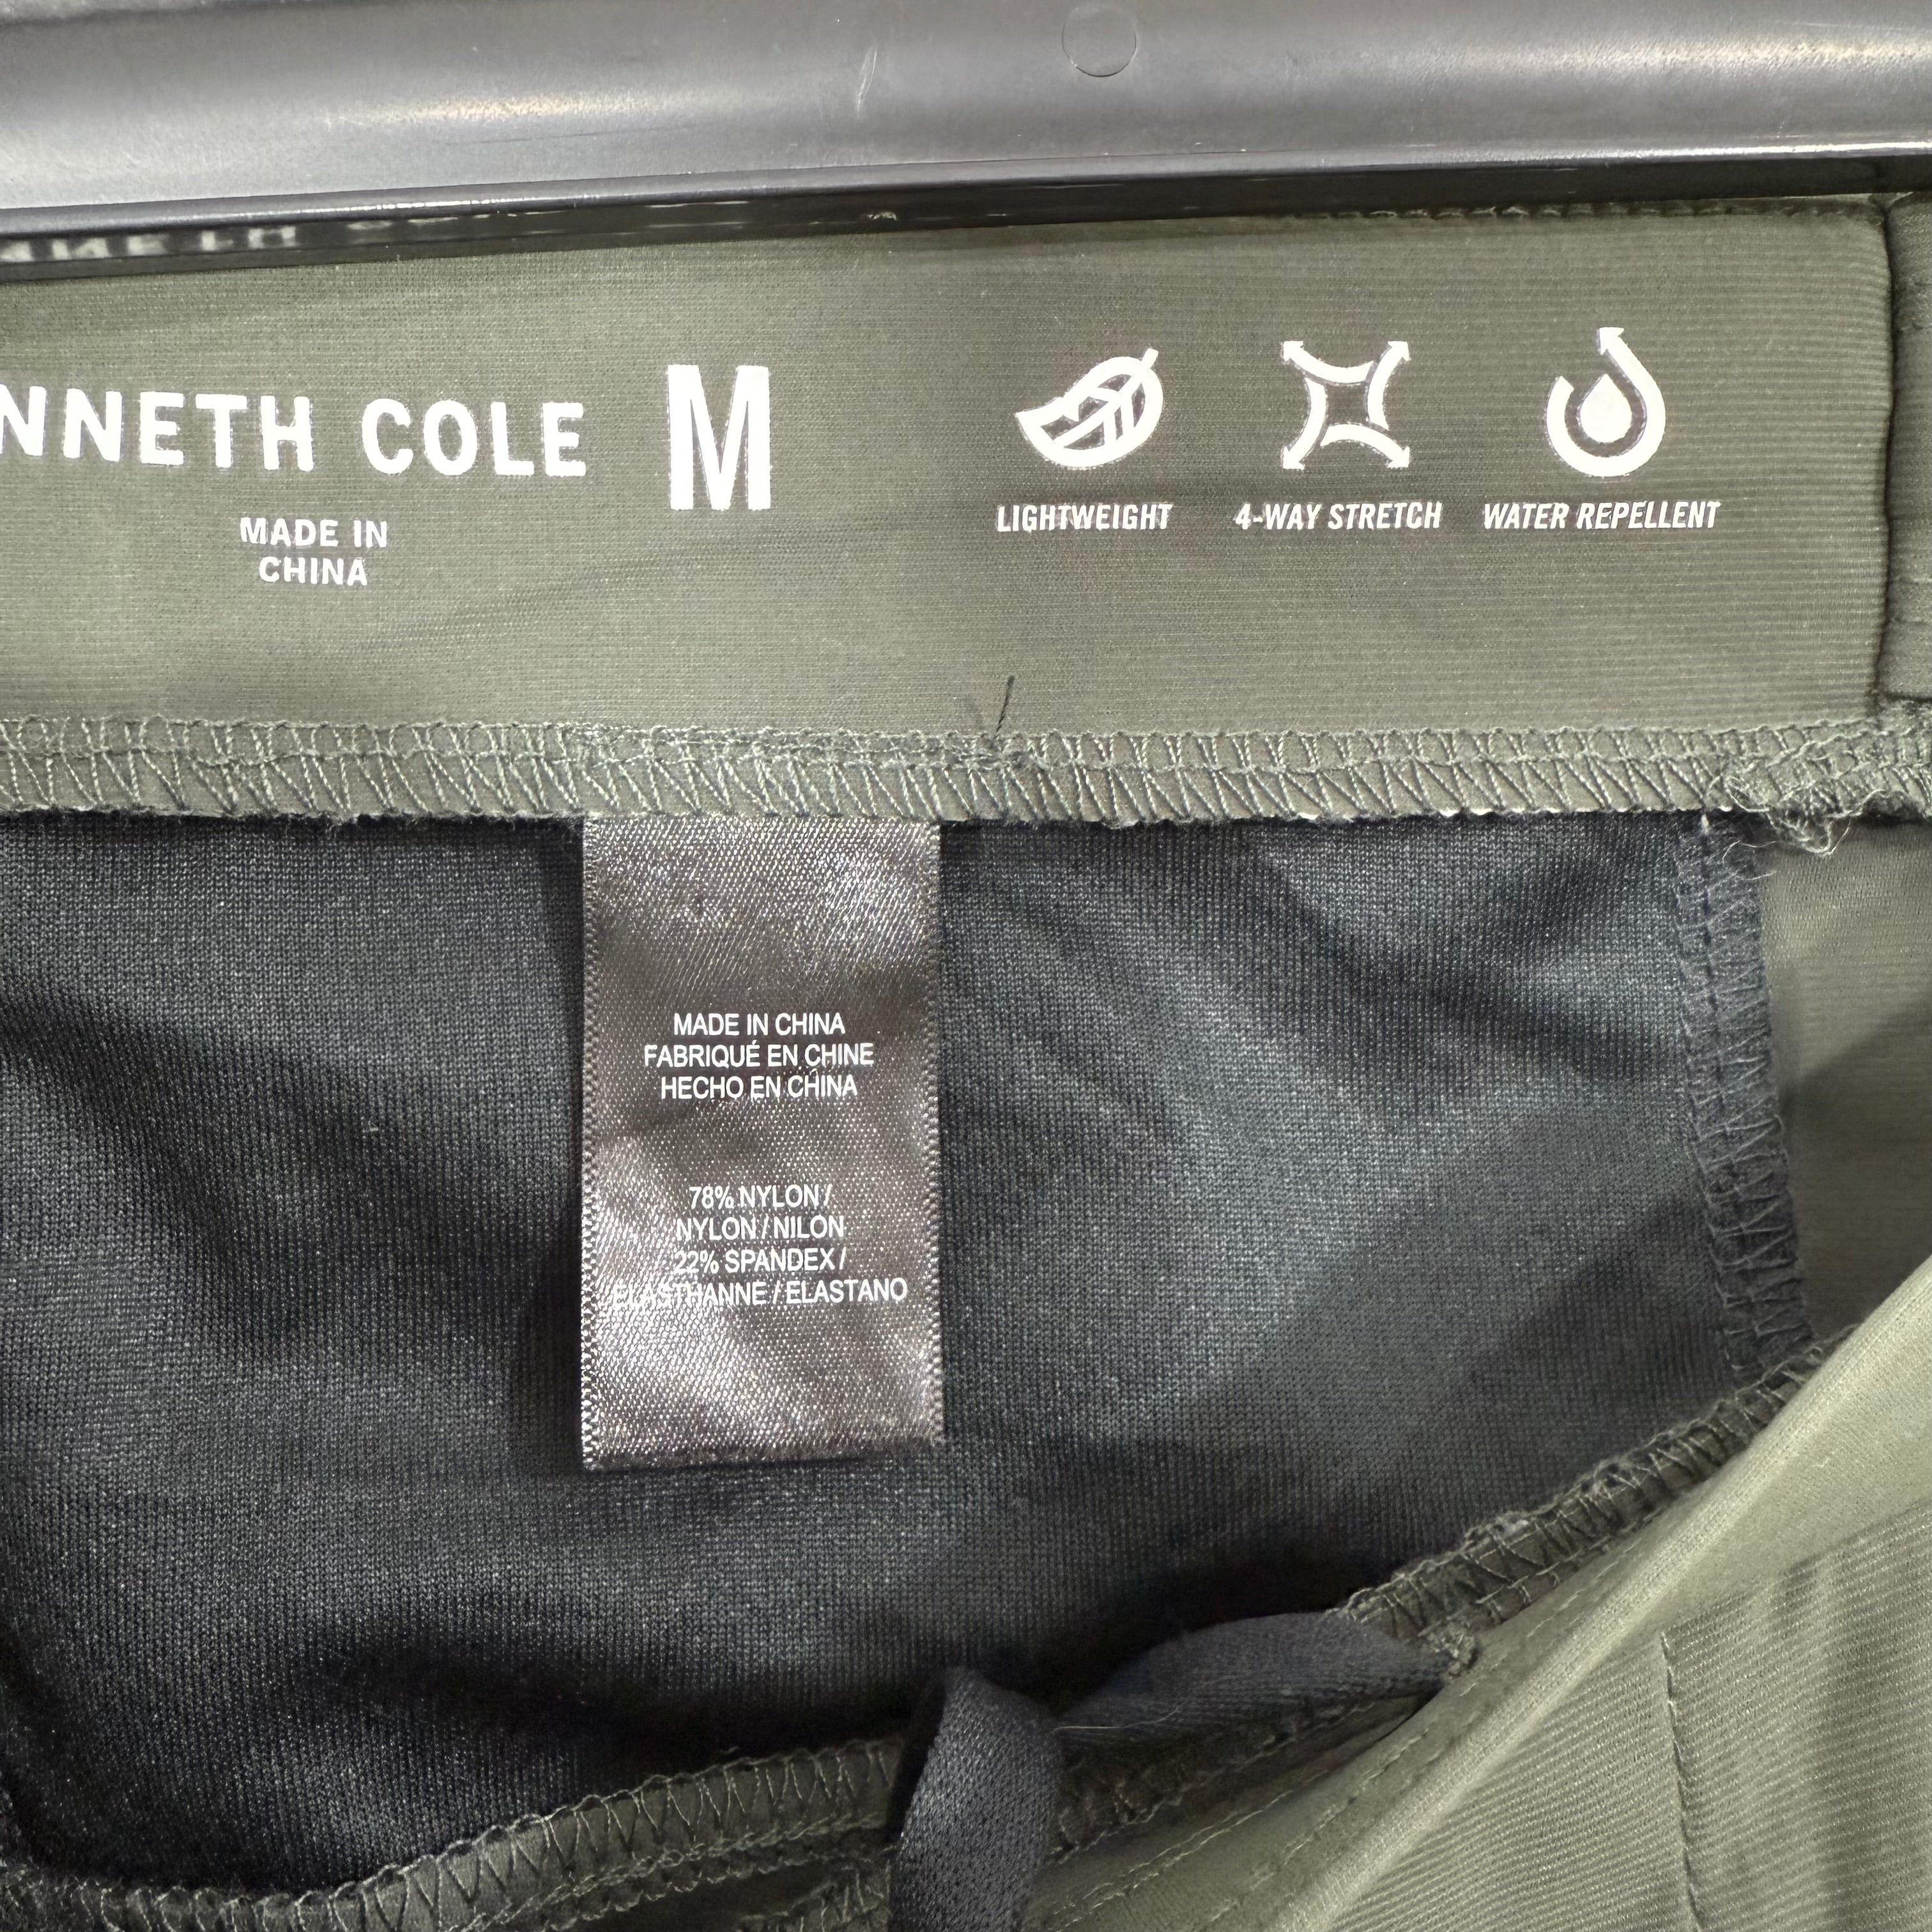 NNETH COLE M
MADE IN
CHINA
LIGHTWEIGHT 4-WAY STRETCH WATER REPELLENT
MADE IN CHINA
FABRIQUÉ EN CHINE
HECHO EN CHINA
78% NYLON /
NYLON / NILON
22% SPANDEX /
ELASTHANNE / ELASTANO